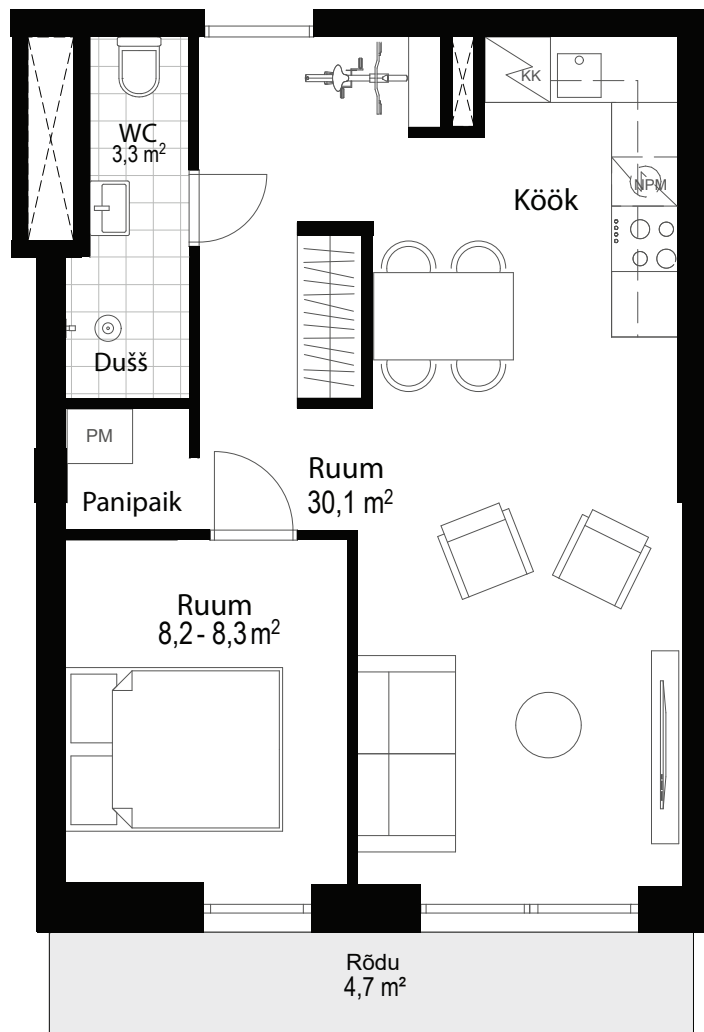 WC
3,3 m²
KK
Köök
NPM
Dušš
PM
Panipaik
Ruum
30,1 m²
Ruum
8,2 - 8,3 m²
Rõdu
4,7 m²